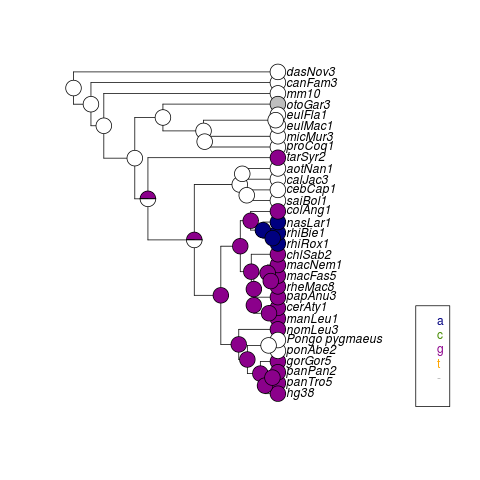 dasNov3
canFam3
mm10
otoGar3
eulFla1
eulMac1
micMur3
proCoq1
tarSyr2
aotNan1
calJac3
cebCap1
saiBol1
colAng1
nasLar1
rhiBie1
rhiRox1
chlSab2
macNem1
macFas5
rheMac8
papAnu3
cerAty1
manLeu1
nomLeu3
Pongo pygmaeus
ponAbe2
gorGor5
panPan2
panTro5
hg38
a
c
g
t
-